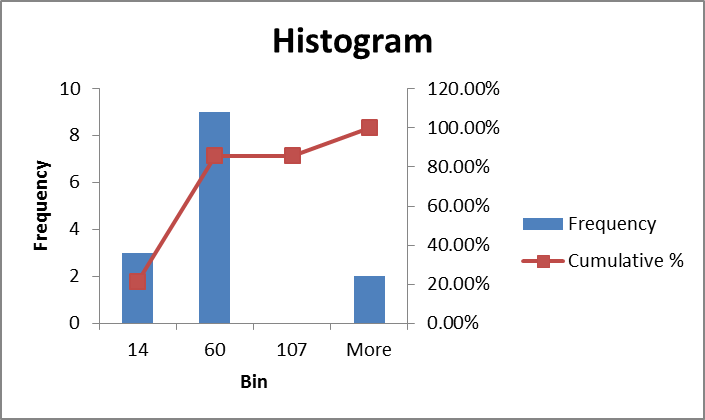 Histogram
Frequency
10
8
6
4
2
0
120.00%
100.00%
80.00%
60.00%
40.00%
20.00%
0.00%
14 60 107 More
Bin
Frequency
Cumulative %